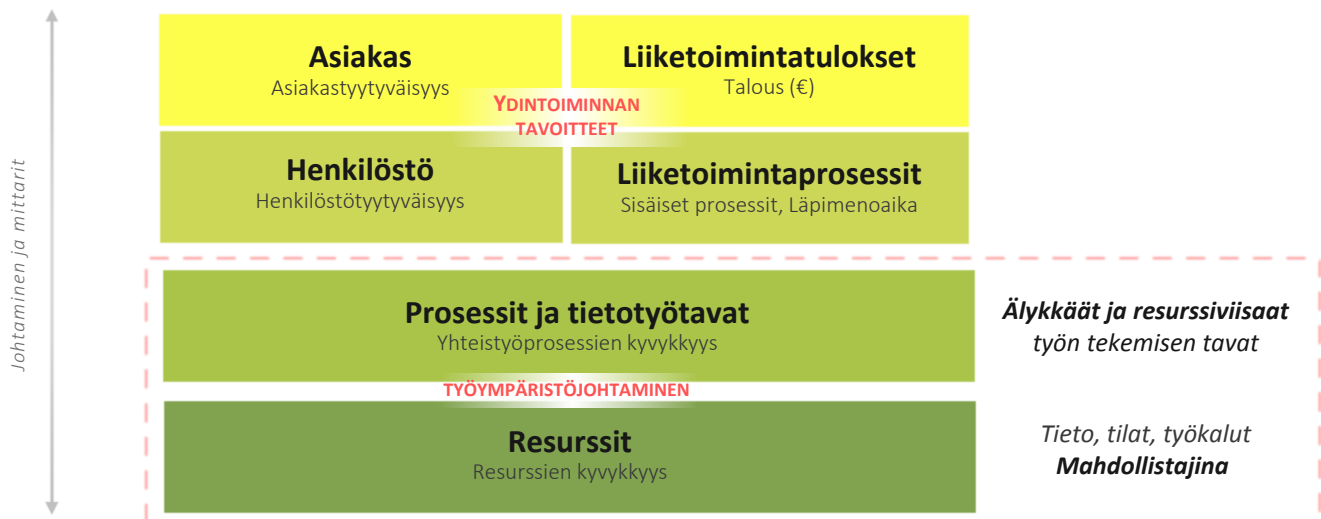 Johtaminen ja mittarit
Asiakas
Asiakastyytyväisyys
Liiketoimintatulokset
Talous (€)
YDINTOIMINNAN
TAVOITTEET
Henkilöstö
Henkilöstötyytyväisyys
Liiketoimintaprosessit
Sisäiset prosessit, Läpimenoaika
Prosessit ja tietotyötavat
Yhteistyöprosessien kyvykkyys
Älykkäät ja resurssiviisaat
työn tekemisen tavat
TYÖYMPÄRISTÖJOHTAMINEN
Resurssit
Resurssien kyvykkyys
Tieto, tilat, työkalut
Mahdollistajina